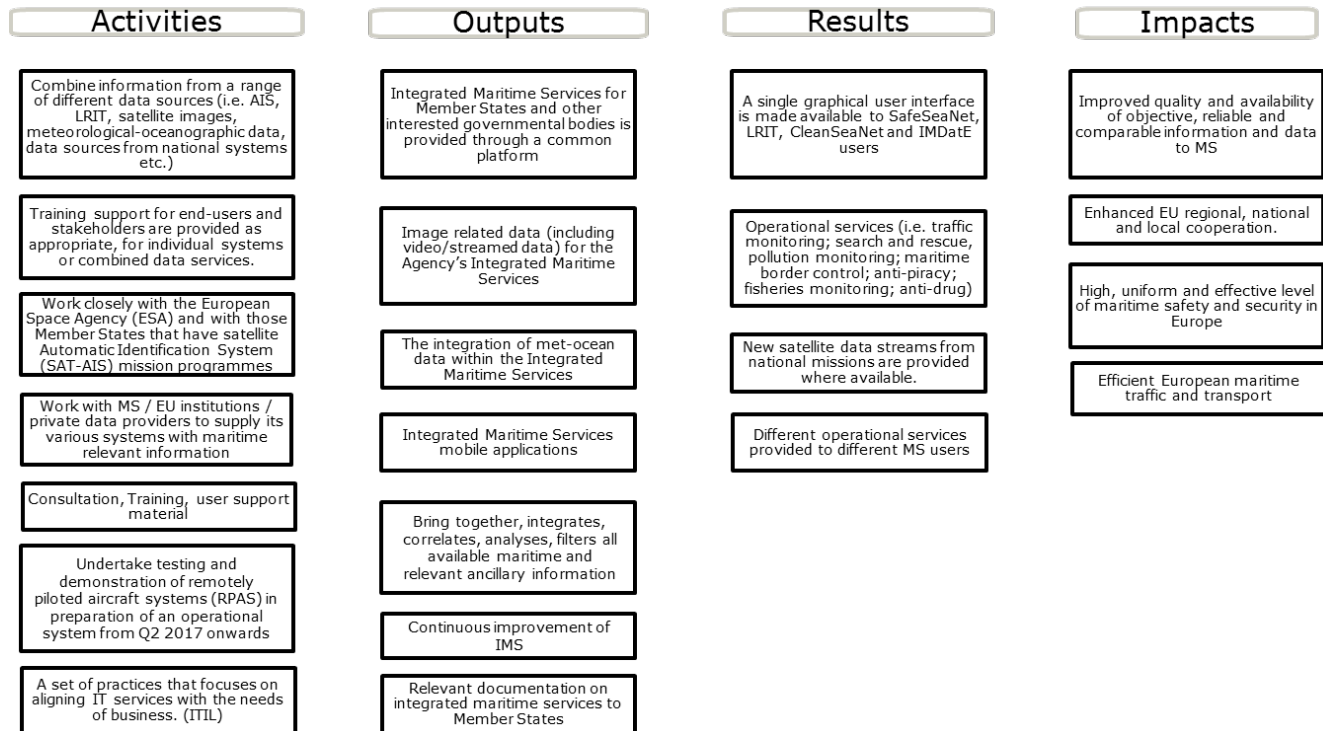 Activities
Combine information from a range
of different data sources (i.e. AIS,
LRIT, satellite images,
meteorological-oceanographic data,
data sources from national systems
etc.)
Training support for end-users and
stakeholders are provided as
appropriate, for individual systems
or combined data services.
Work closely with the European
Space Agency (ESA) and with those
Member States that have satellite
Automatic Identification System
(SAT-AIS) mission programmes
Work with MS / EU institutions /
private data providers to supply its
various systems with maritime
relevant information
Consultation, Training, user support
material
Undertake testing and
demonstration of remotely
piloted aircraft systems (RPAS) in
preparation of an operational
system from Q2 2017 onwards
A set of practices that focuses on
aligning IT services with the needs
of business. (ITIL)
Outputs
Integrated Maritime Services for
Member States and other
interested governmental bodies is
provided through a common
platform
Image related data (including
video/streamed data) for the
Agency's Integrated Maritime
Services
The integration of met-ocean
data within the Integrated
Maritime Services
Integrated Maritime Services
mobile applications
Bring together, integrates,
correlates, analyses, filters all
available maritime and
relevant ancillary information
Continuous improvement of
IMS
Relevant documentation on
integrated maritime services to
Member States
Results
A single graphical user interface
is made available to SafeSeaNet,
LRIT, CleanSeaNet and IMDatE
users
Operational services (i.e. traffic
monitoring; search and rescue,
pollution monitoring; maritime
border control; anti-piracy;
fisheries monitoring; anti-drug)
New satellite data streams from
national missions are provided
where available.
Different operational services
provided to different MS users
Impacts
Improved quality and availability
of objective, reliable and
comparable information and data
to MS
Enhanced EU regional, national
and local cooperation.
High, uniform and effective level
of maritime safety and security in
Europe
Efficient European maritime
traffic and transport